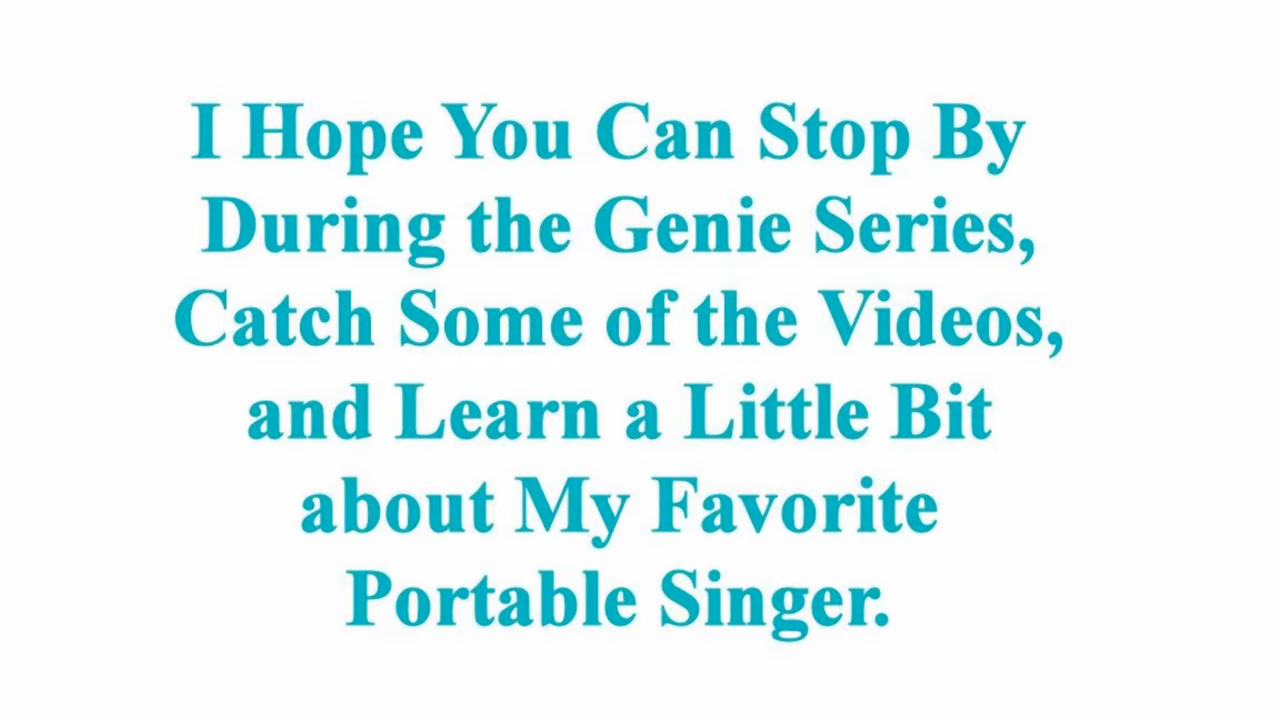 I Hope You Can Stop By
During the Genie Series,
Catch Some of the Videos,
and Learn a Little Bit
about My Favorite
Portable Singer.